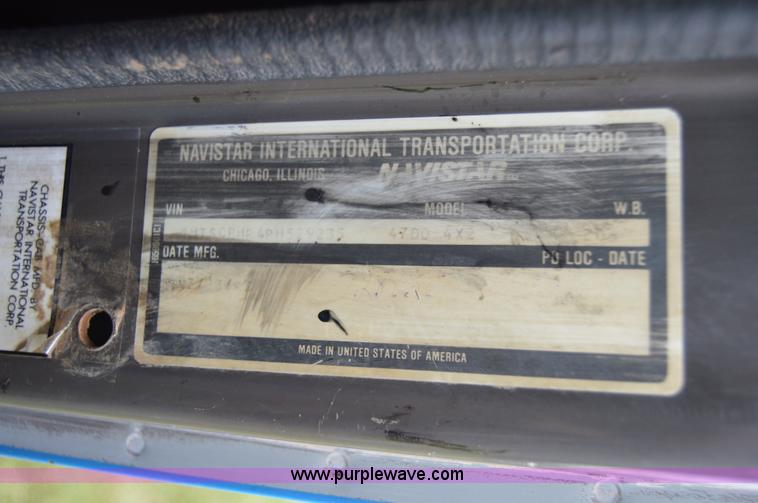 NAVISTAR INTERNATIONAL TRANSPORTATION CORP.
CHICAGO, ILLINOIS NAVISTAR
VIN MODEL W.B.
4700 4X2
DATE MFG. PD LOC - DATE
MADE IN UNITED STATES OF AMERICA
CHASSIS-CAB MFD BY
NAVISTAR INTERNATIONAL
TRANSPORTATION CORP.
www.purplewave.com